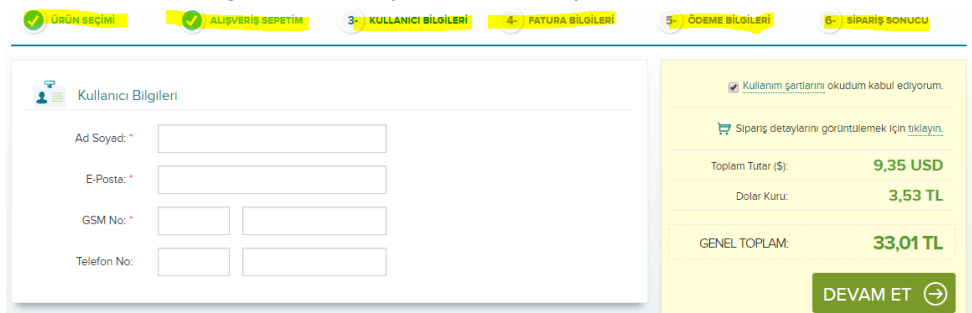 ÜRÜN SEÇİMİ
ALIŞVERİŞ SEPETİM
3- KULLANICI BİLGİLERİ
4- FATURA BİLGİLERİ
5- ÖDEME BİLGİLERİ
6- SİPARİŞ SONUCU
Kullanıcı Bilgileri
Ad Soyad: *
E-Posta: *
GSM No: *
Telefon No:
Kullanım şartlarını okudum kabul ediyorum.
Sipariş detaylarını görüntülemek için tıklayın.
Toplam Tutar ($): 9,35 USD
Dolar Kuru: 3,53 TL
GENEL TOPLAM: 33,01 TL
DEVAM ET